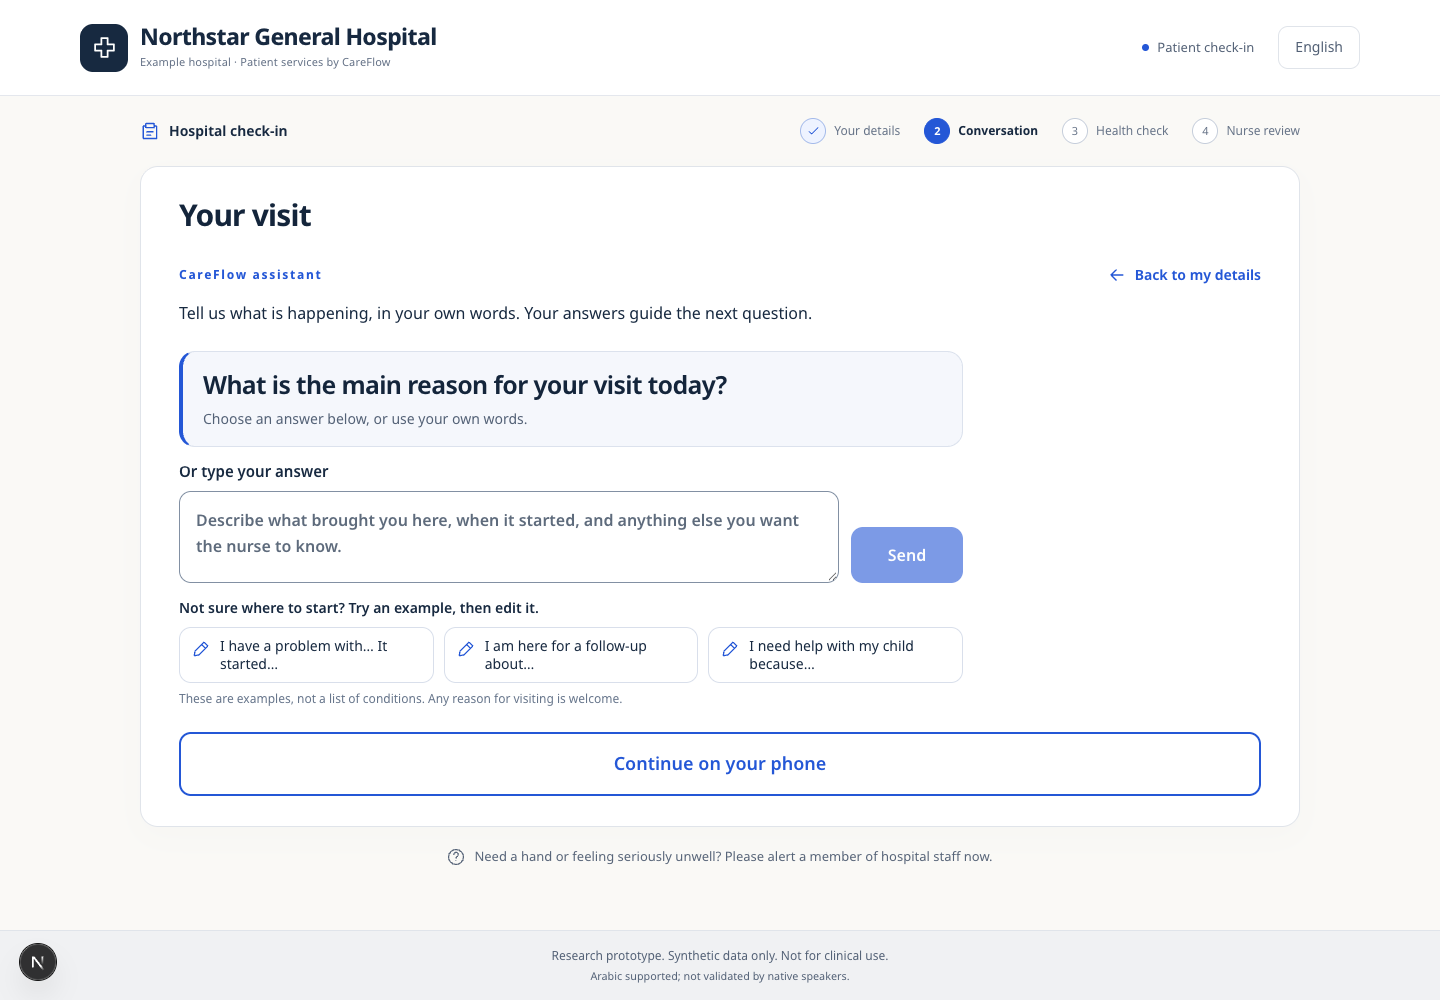 Northstar General Hospital
Example hospital · Patient services by CareFlow
Patient check-in
English
Hospital check-in
Your details
2 Conversation
3 Health check
4 Nurse review
Your visit
CareFlow assistant
Back to my details
Tell us what is happening, in your own words. Your answers guide the next question.
What is the main reason for your visit today?
Choose an answer below, or use your own words.
Or type your answer
Describe what brought you here, when it started, and anything else you want
the nurse to know.
Send
Not sure where to start? Try an example, then edit it.
I have a problem with... It
started...
I am here for a follow-up
about...
I need help with my child
because...
These are examples, not a list of conditions. Any reason for visiting is welcome.
Continue on your phone
Need a hand or feeling seriously unwell? Please alert a member of hospital staff now.
Research prototype. Synthetic data only. Not for clinical use.
Arabic supported; not validated by native speakers.
N